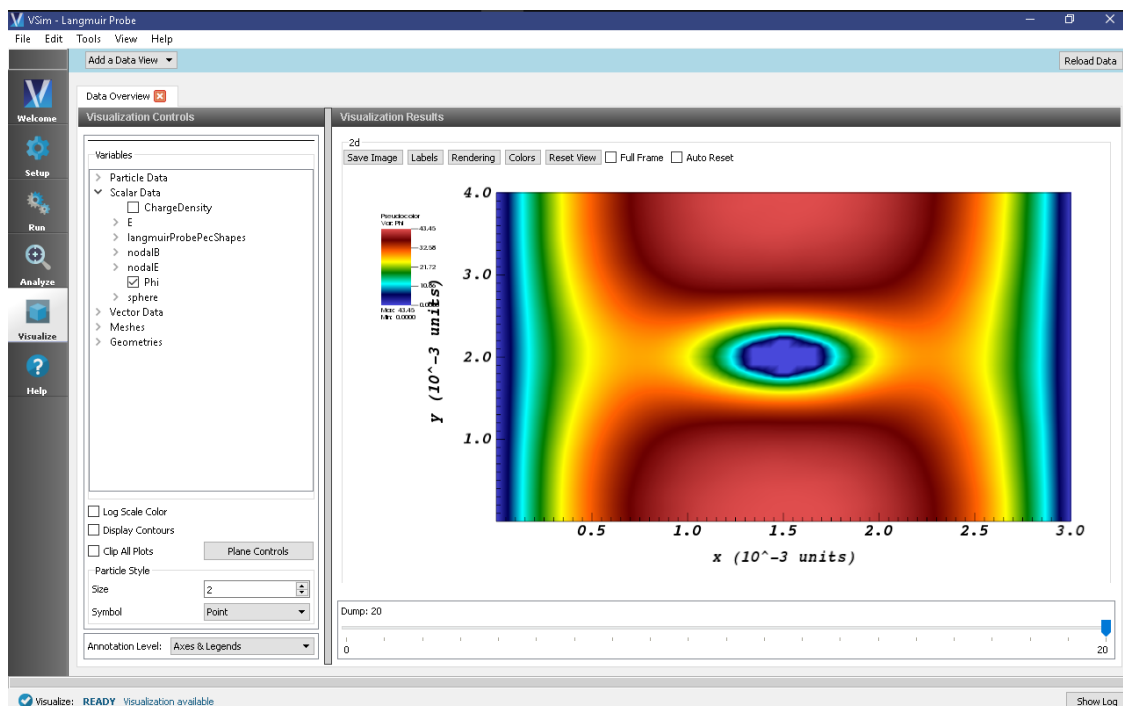 VSim - Langmuir Probe
File Edit Tools View Help
Add a Data View
Reload Data
Data Overview
Welcome
Setup
Run
Analyze
Visualize
Help
Visualization Controls
Variables
Particle Data
Scalar Data
ChargeDensity
E
langmuirProbePecShapes
nodalB
nodalE
Phi
sphere
Vector Data
Meshes
Geometries
Log Scale Color
Display Contours
Clip All Plots
Plane Controls
Particle Style
Size 2
Symbol Point
Annotation Level: Axes & Legends
Visualization Results
2d
Save Image Labels Rendering Colors Reset View Full Frame Auto Reset
Pseudocolor
Var: Phi
43.45
32.58
21.72
Max: 43.45
Min: 0.0000
4.0
3.0
2.0
1.0
y (10^-3 units)
0.5 1.0 1.5 2.0 2.5 3.0
x (10^-3 units)
Dump: 20
0 20
Visualize: READY Visualization available
Show Log